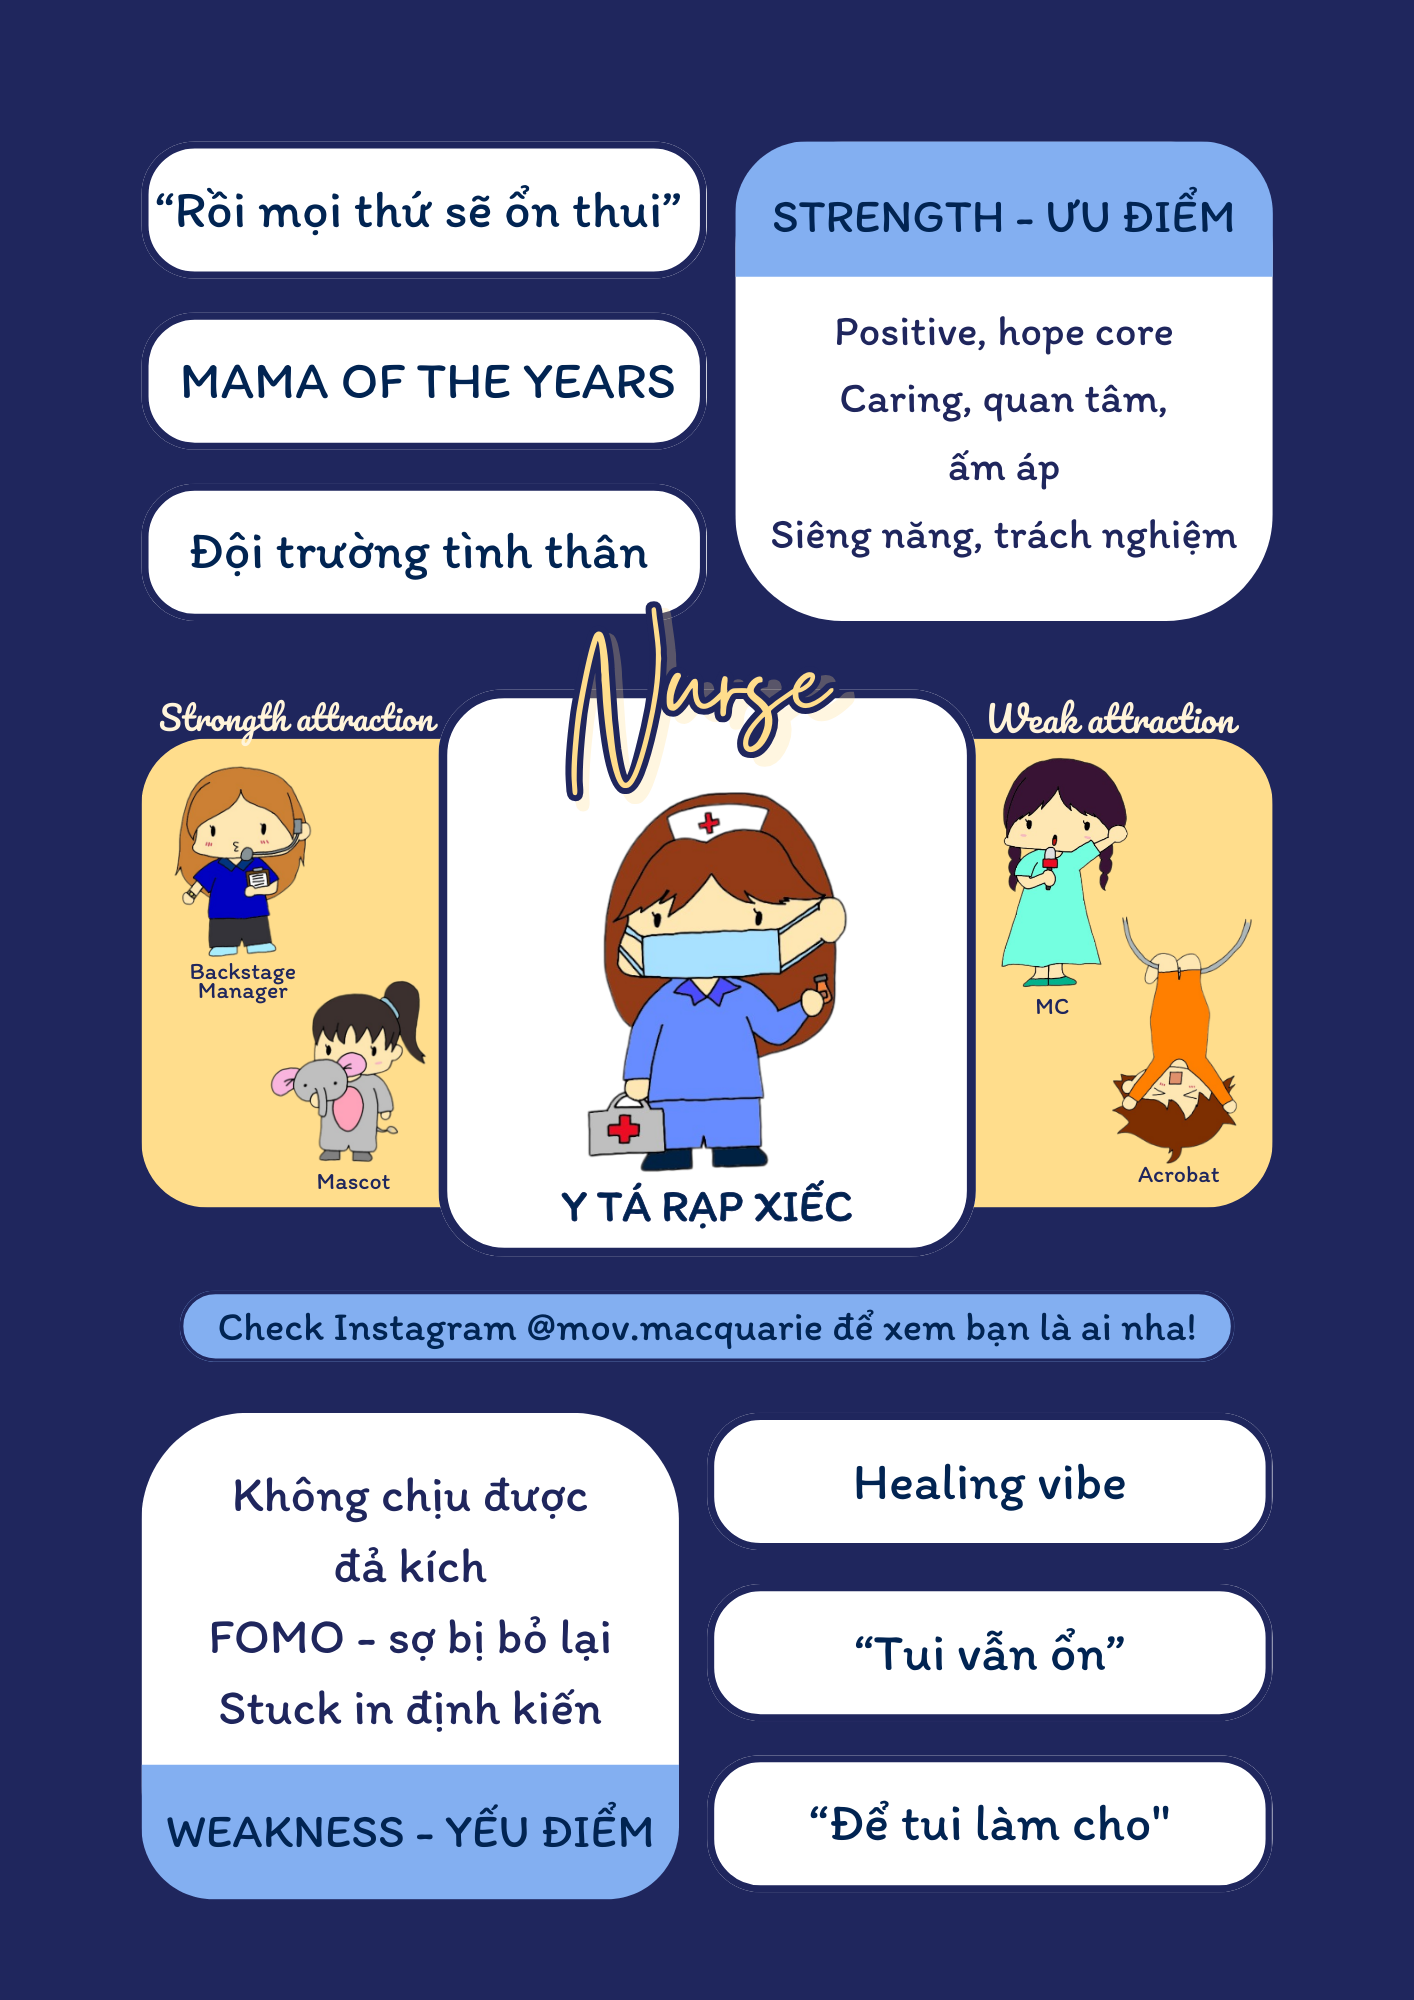 “Rồi mọi thứ sẽ ổn thui”
MAMA OF THE YEARS
Đội trường tình thân
STRENGTH - ƯU ĐIỂM
Positive, hope core
Caring, quan tâm,
ấm áp
Siêng năng, trách nghiệm
Nurse
Strongth attraction
Backstage
Manager
Mascot
Y TÁ RẠP XIẾC
Weak attraction
MC
Acrobat
Check Instagram @mov.macquarie để xem bạn là ai nha!
Không chịu được
đả kích
FOMO - sợ bị bỏ lại
Stuck in định kiến
WEAKNESS - YẾU ĐIỂM
Healing vibe
“Tui vẫn ổn”
“Để tui làm cho"